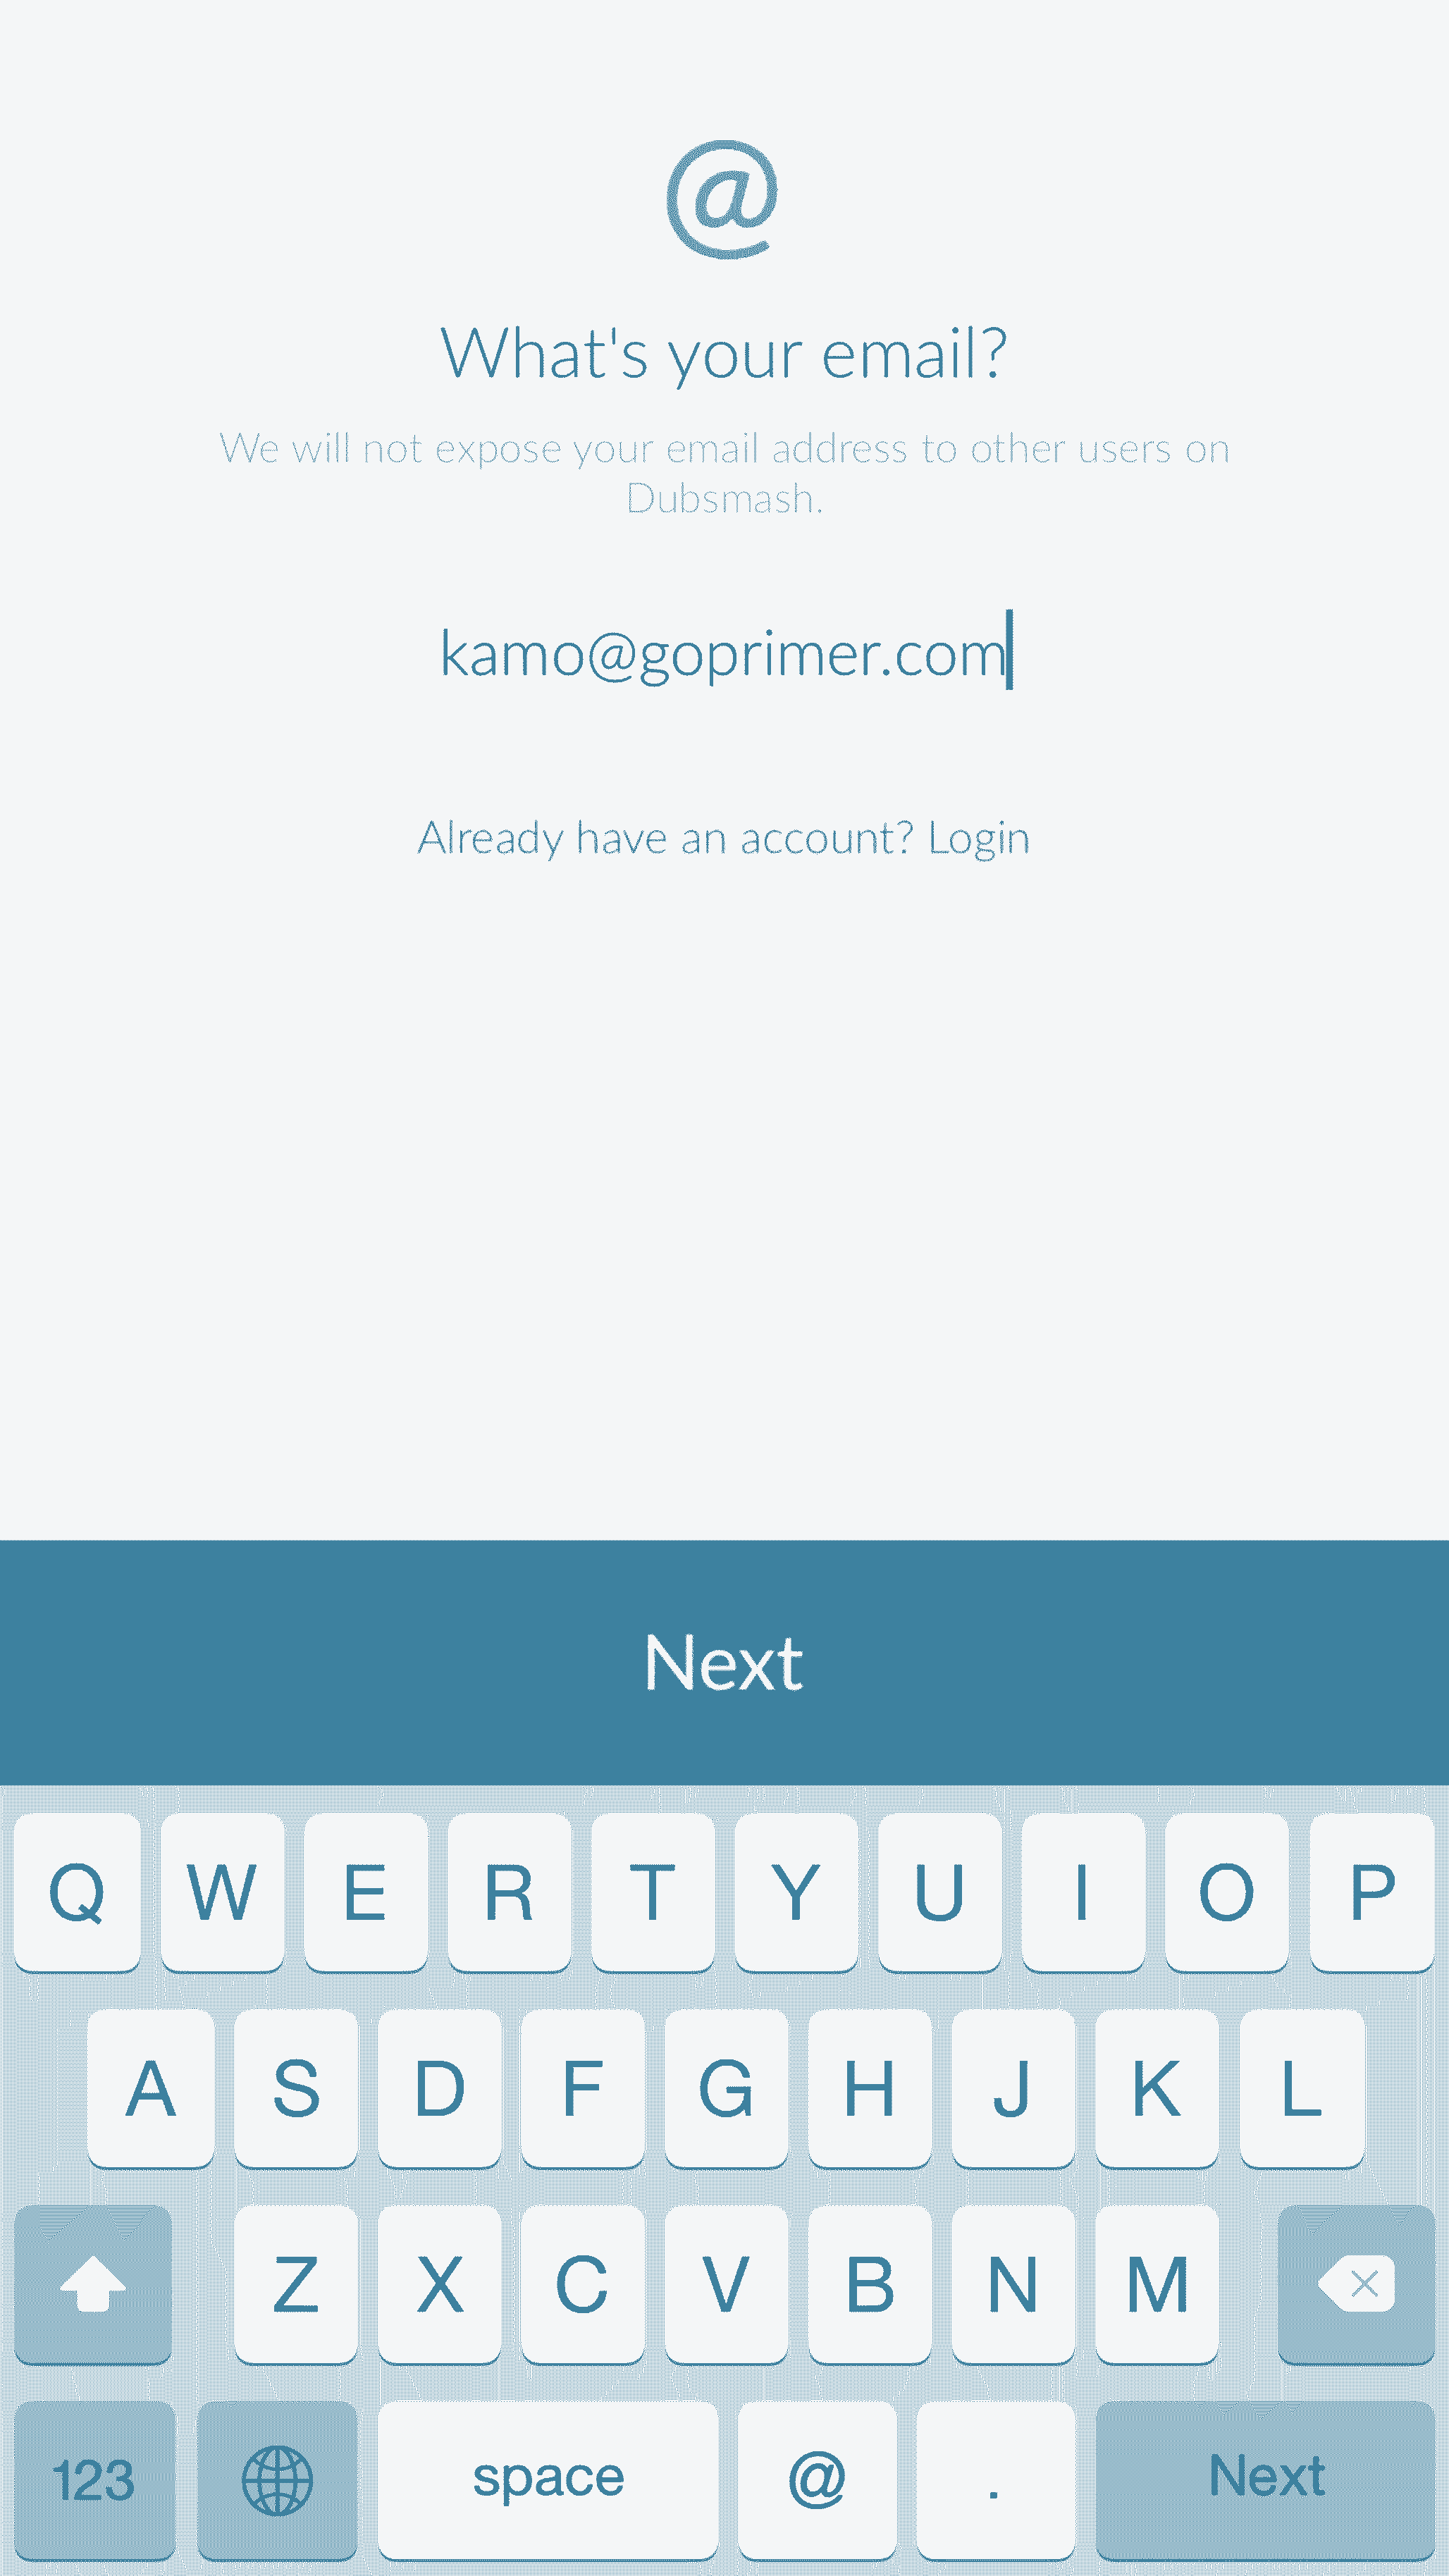 @
What's your email?
We will not expose your email address to other users on
Dubsmash.
kamo@goprimer.com
Already have an account? Login
Next
Q W E R T Y U I O P
A S D F G H J K L
Z X C V B N M
123 space @ . Next